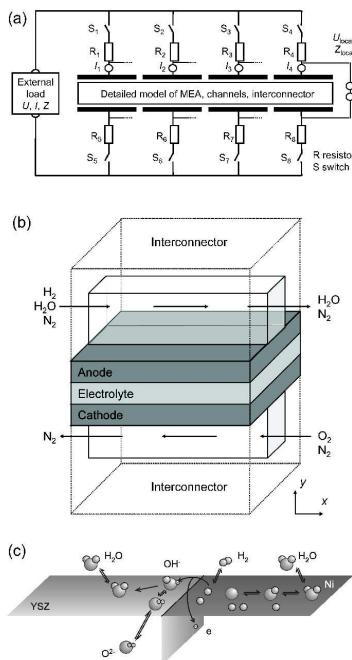 (a)
S₁ S₂ S₃ S₄
R₁ R₂ R₃ R₄
I₁ I₂ I₃ I₄
U local
Z local
External
load
U, I, Z
Detailed model of MEA, channels, interconnector
R₅ R₆ R₇ R₈
S₅ S₆ S₇ S₈
R resisto
S switch
(b)
Interconnector
H₂
H₂O
N₂
H₂O
N₂
Anode
Electrolyte
Cathode
N₂
O₂
N₂
Interconnector
y
x
(c)
H₂O
OH⁻
H₂
H₂O
Ni
YSZ
O²⁻
e